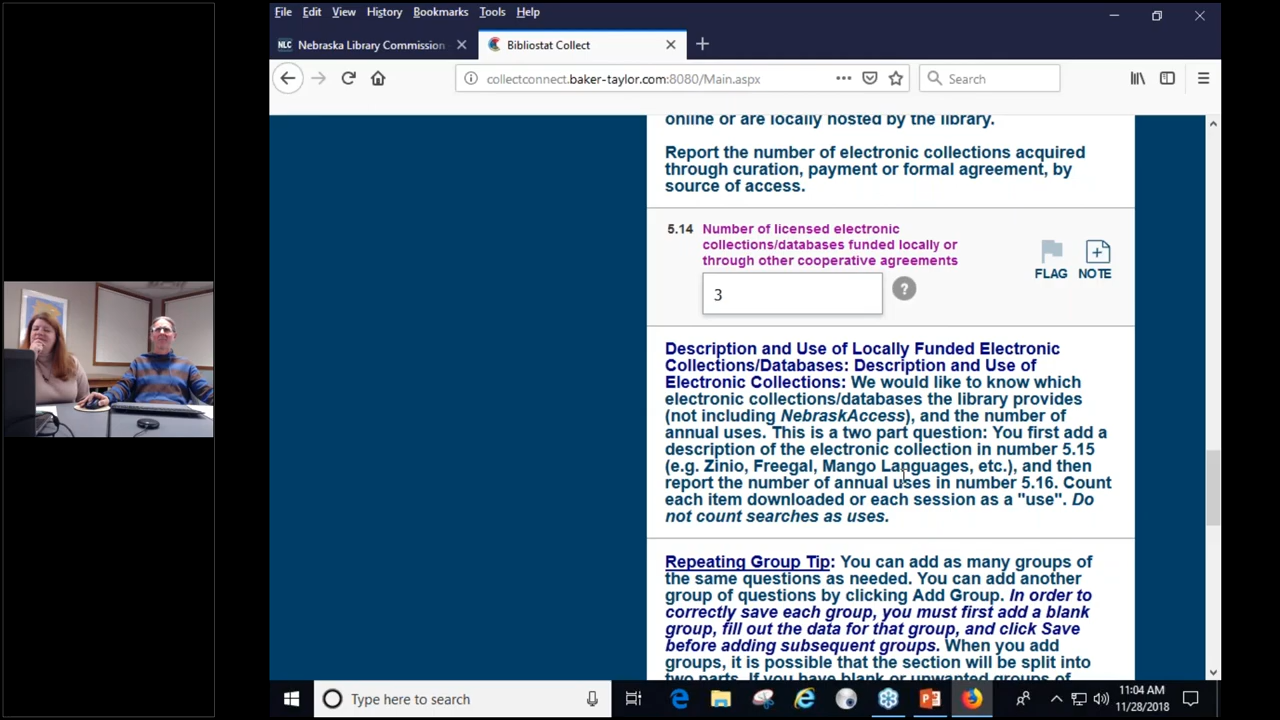 File Edit View History Bookmarks Tools Help
NLC Nebraska Library Commission
Bibliostat Collect
collectconnect.baker-taylor.com:8080/Main.aspx
Search
online or are locally hosted by the library.
Report the number of electronic collections acquired
through curation, payment or formal agreement, by
source of access.
5.14 Number of licensed electronic
collections/databases funded locally or
through other cooperative agreements
FLAG NOTE
3
?
Description and Use of Locally Funded Electronic
Collections/Databases: Description and Use of
Electronic Collections: We would like to know which
electronic collections/databases the library provides
(not including NebraskAccess), and the number of
annual uses. This is a two part question: You first add a
description of the electronic collection in number 5.15
(e.g. Zinio, Freegal, Mango Languages, etc.), and then
report the number of annual uses in number 5.16. Count
each item downloaded or each session as a "use". Do
not count searches as uses.
Repeating Group Tip: You can add as many groups of
the same questions as needed. You can add another
group of questions by clicking Add Group. In order to
correctly save each group, you must first add a blank
group, fill out the data for that group, and click Save
before adding subsequent groups. When you add
groups, it is possible that the section will be split into
two parts. If you have blank or unwanted groups of
Type here to search
11:04 AM
11/28/2018